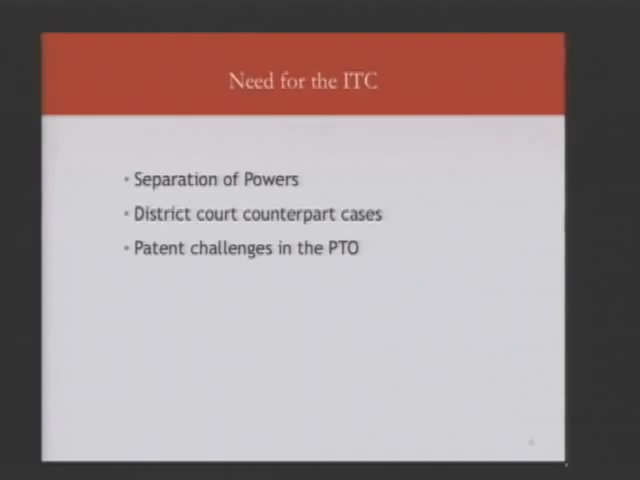 Need for the ITC
• Separation of Powers
• District court counterpart cases
• Patent challenges in the PTO